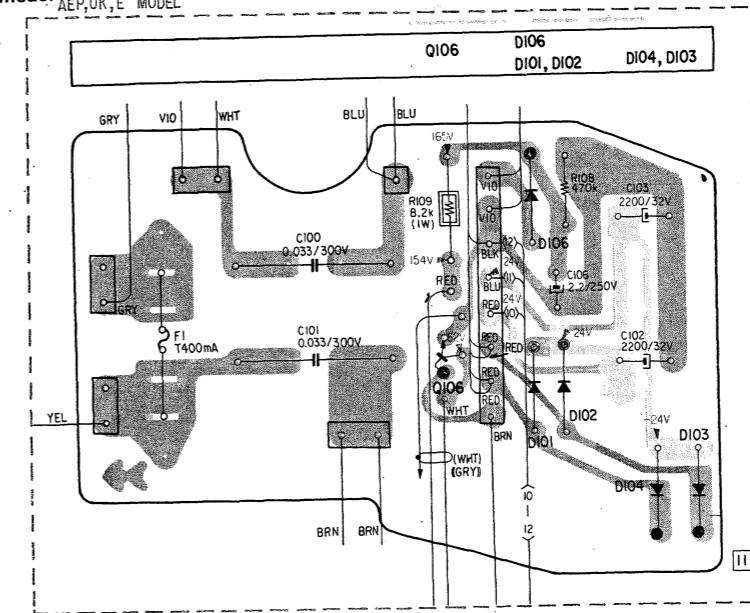 AEP,UK,E MODEL
Q106
D106
D101, D102
D104, D103
GRY
VIO
WHT
BLU
BLU
165V
VIO
R109
8.2k
(1W)
VIO
R108
470k
C103
2200/32V
C100
0.033/300V
154V
(12)
BLK
D106
24V
RED
(11)
BLU
C106
2.2/250V
GRY
24V
RED
(10)
F1
T400mA
C101
0.033/300V
RED
RED
-24V
C102
2200/32V
RED
Q106
RED
WHT
YEL
BRN
D101
D102
-24V
D103
(WHT)
(GRY)
D104
10
12
BRN
BRN
11